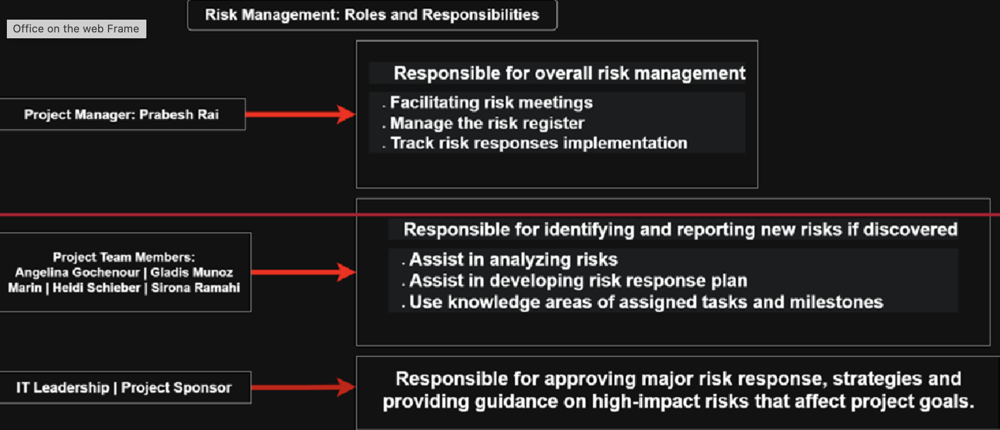 Risk Management: Roles and Responsibilities
Office on the web Frame
Responsible for overall risk management
. Facilitating risk meetings
. Manage the risk register
. Track risk responses implementation
Project Manager: Prabesh Rai
Responsible for identifying and reporting new risks if discovered
. Assist in analyzing risks
. Assist in developing risk response plan
. Use knowledge areas of assigned tasks and milestones
Project Team Members:
Angelina Gochenour | Gladis Munoz
Marin | Heidi Schieber | Sirona Ramahi
IT Leadership | Project Sponsor
Responsible for approving major risk response, strategies and
providing guidance on high-impact risks that affect project goals.